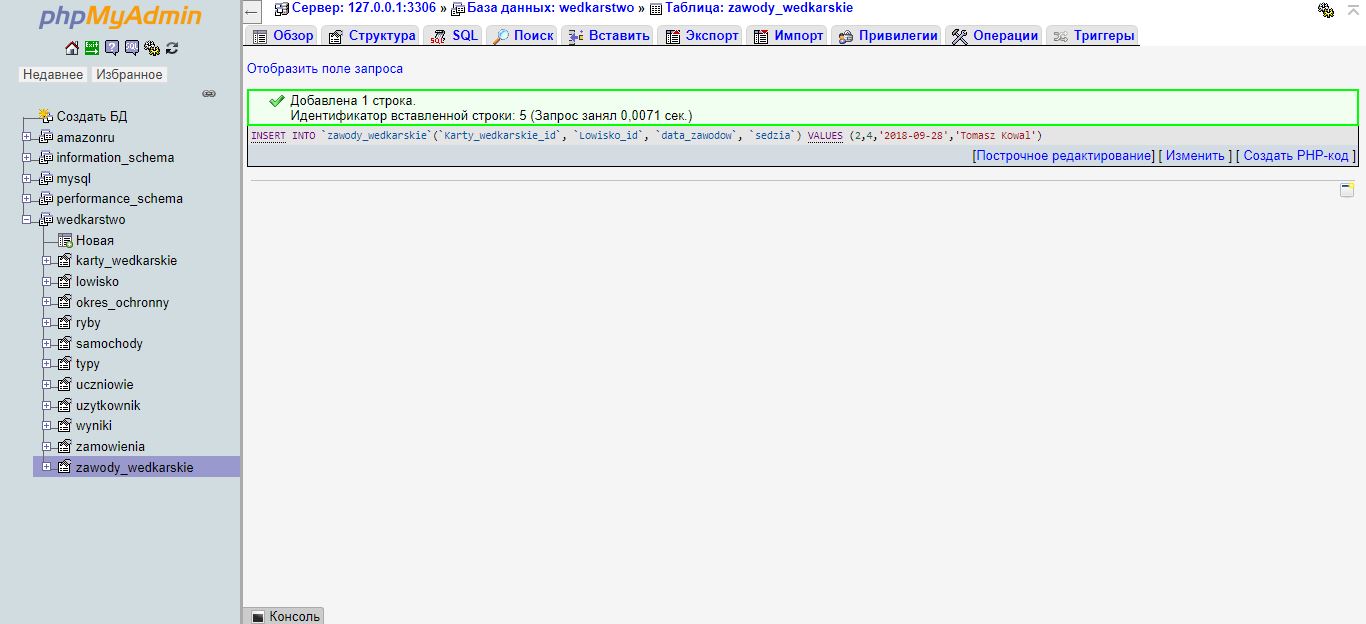 phpMyAdmin
Недавнее Избранное
Создать БД
amazonru
information_schema
mysql
performance_schema
wedkarstwo
Новая
karty_wedkarskie
lowisko
okres_ochronny
ryby
samochody
typy
uczniowie
uzytkownik
wyniki
zamowienia
zawody_wedkarskie
Сервер: 127.0.0.1:3306 » База данных: wedkarstwo » Таблица: zawody_wedkarskie
Обзор Структура SQL Поиск Вставить Экспорт Импорт Привилегии Операции Триггеры
Отобразить поле запроса
Добавлена 1 строка.
Идентификатор вставленной строки: 5 (Запрос занял 0,0071 сек.)
INSERT INTO `zawody_wedkarskie`(`Karty_wedkarskie_id`, `Lowisko_id`, `data_zawodow`, `sedzia`) VALUES (2,4,'2018-09-28','Tomasz Kowal')
[Построчное редактирование] [ Изменить ] [ Создать PHP-код ]
Консоль